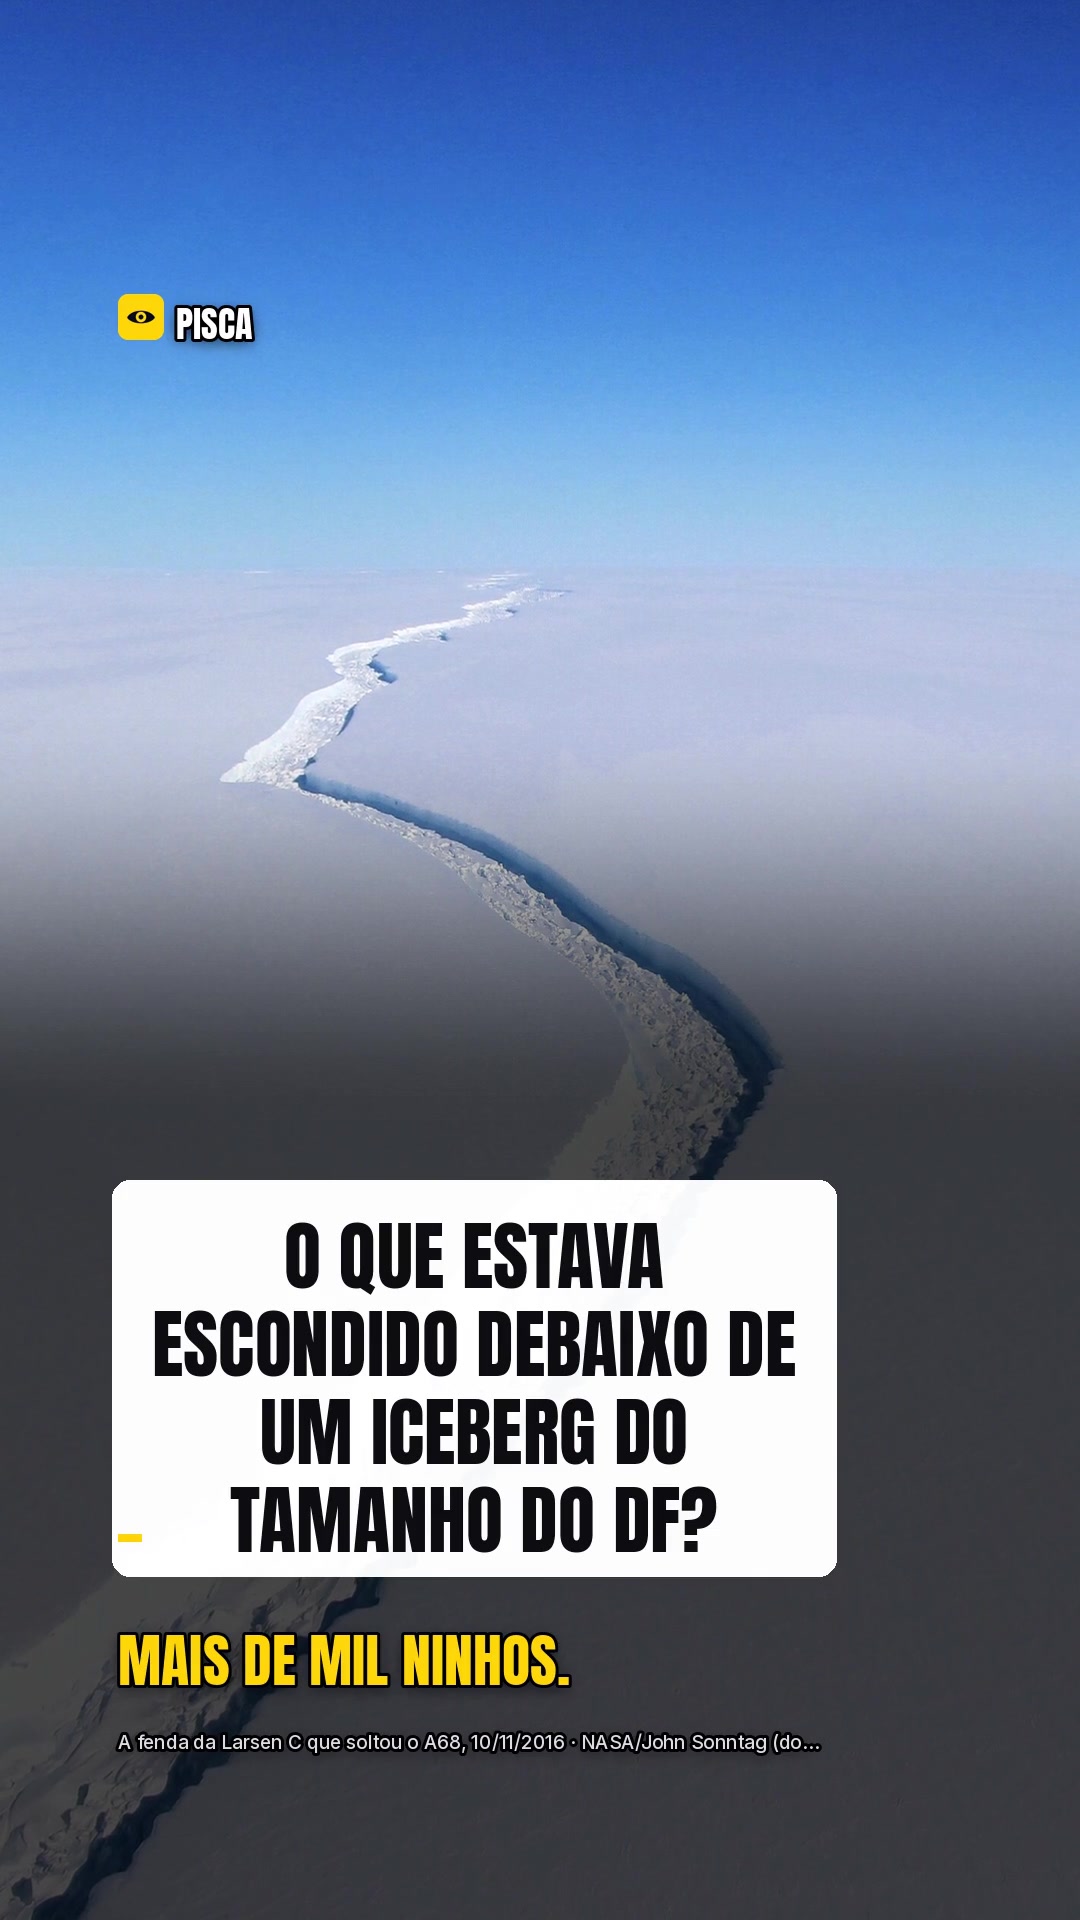 PISCA
O QUE ESTAVA
ESCONDIDO DEBAIXO DE
UM ICEBERG DO
TAMANHO DO DF?
MAIS DE MIL NINHOS.
A fenda da Larsen C que soltou o A68, 10/11/2016 · NASA/John Sonntag (do...